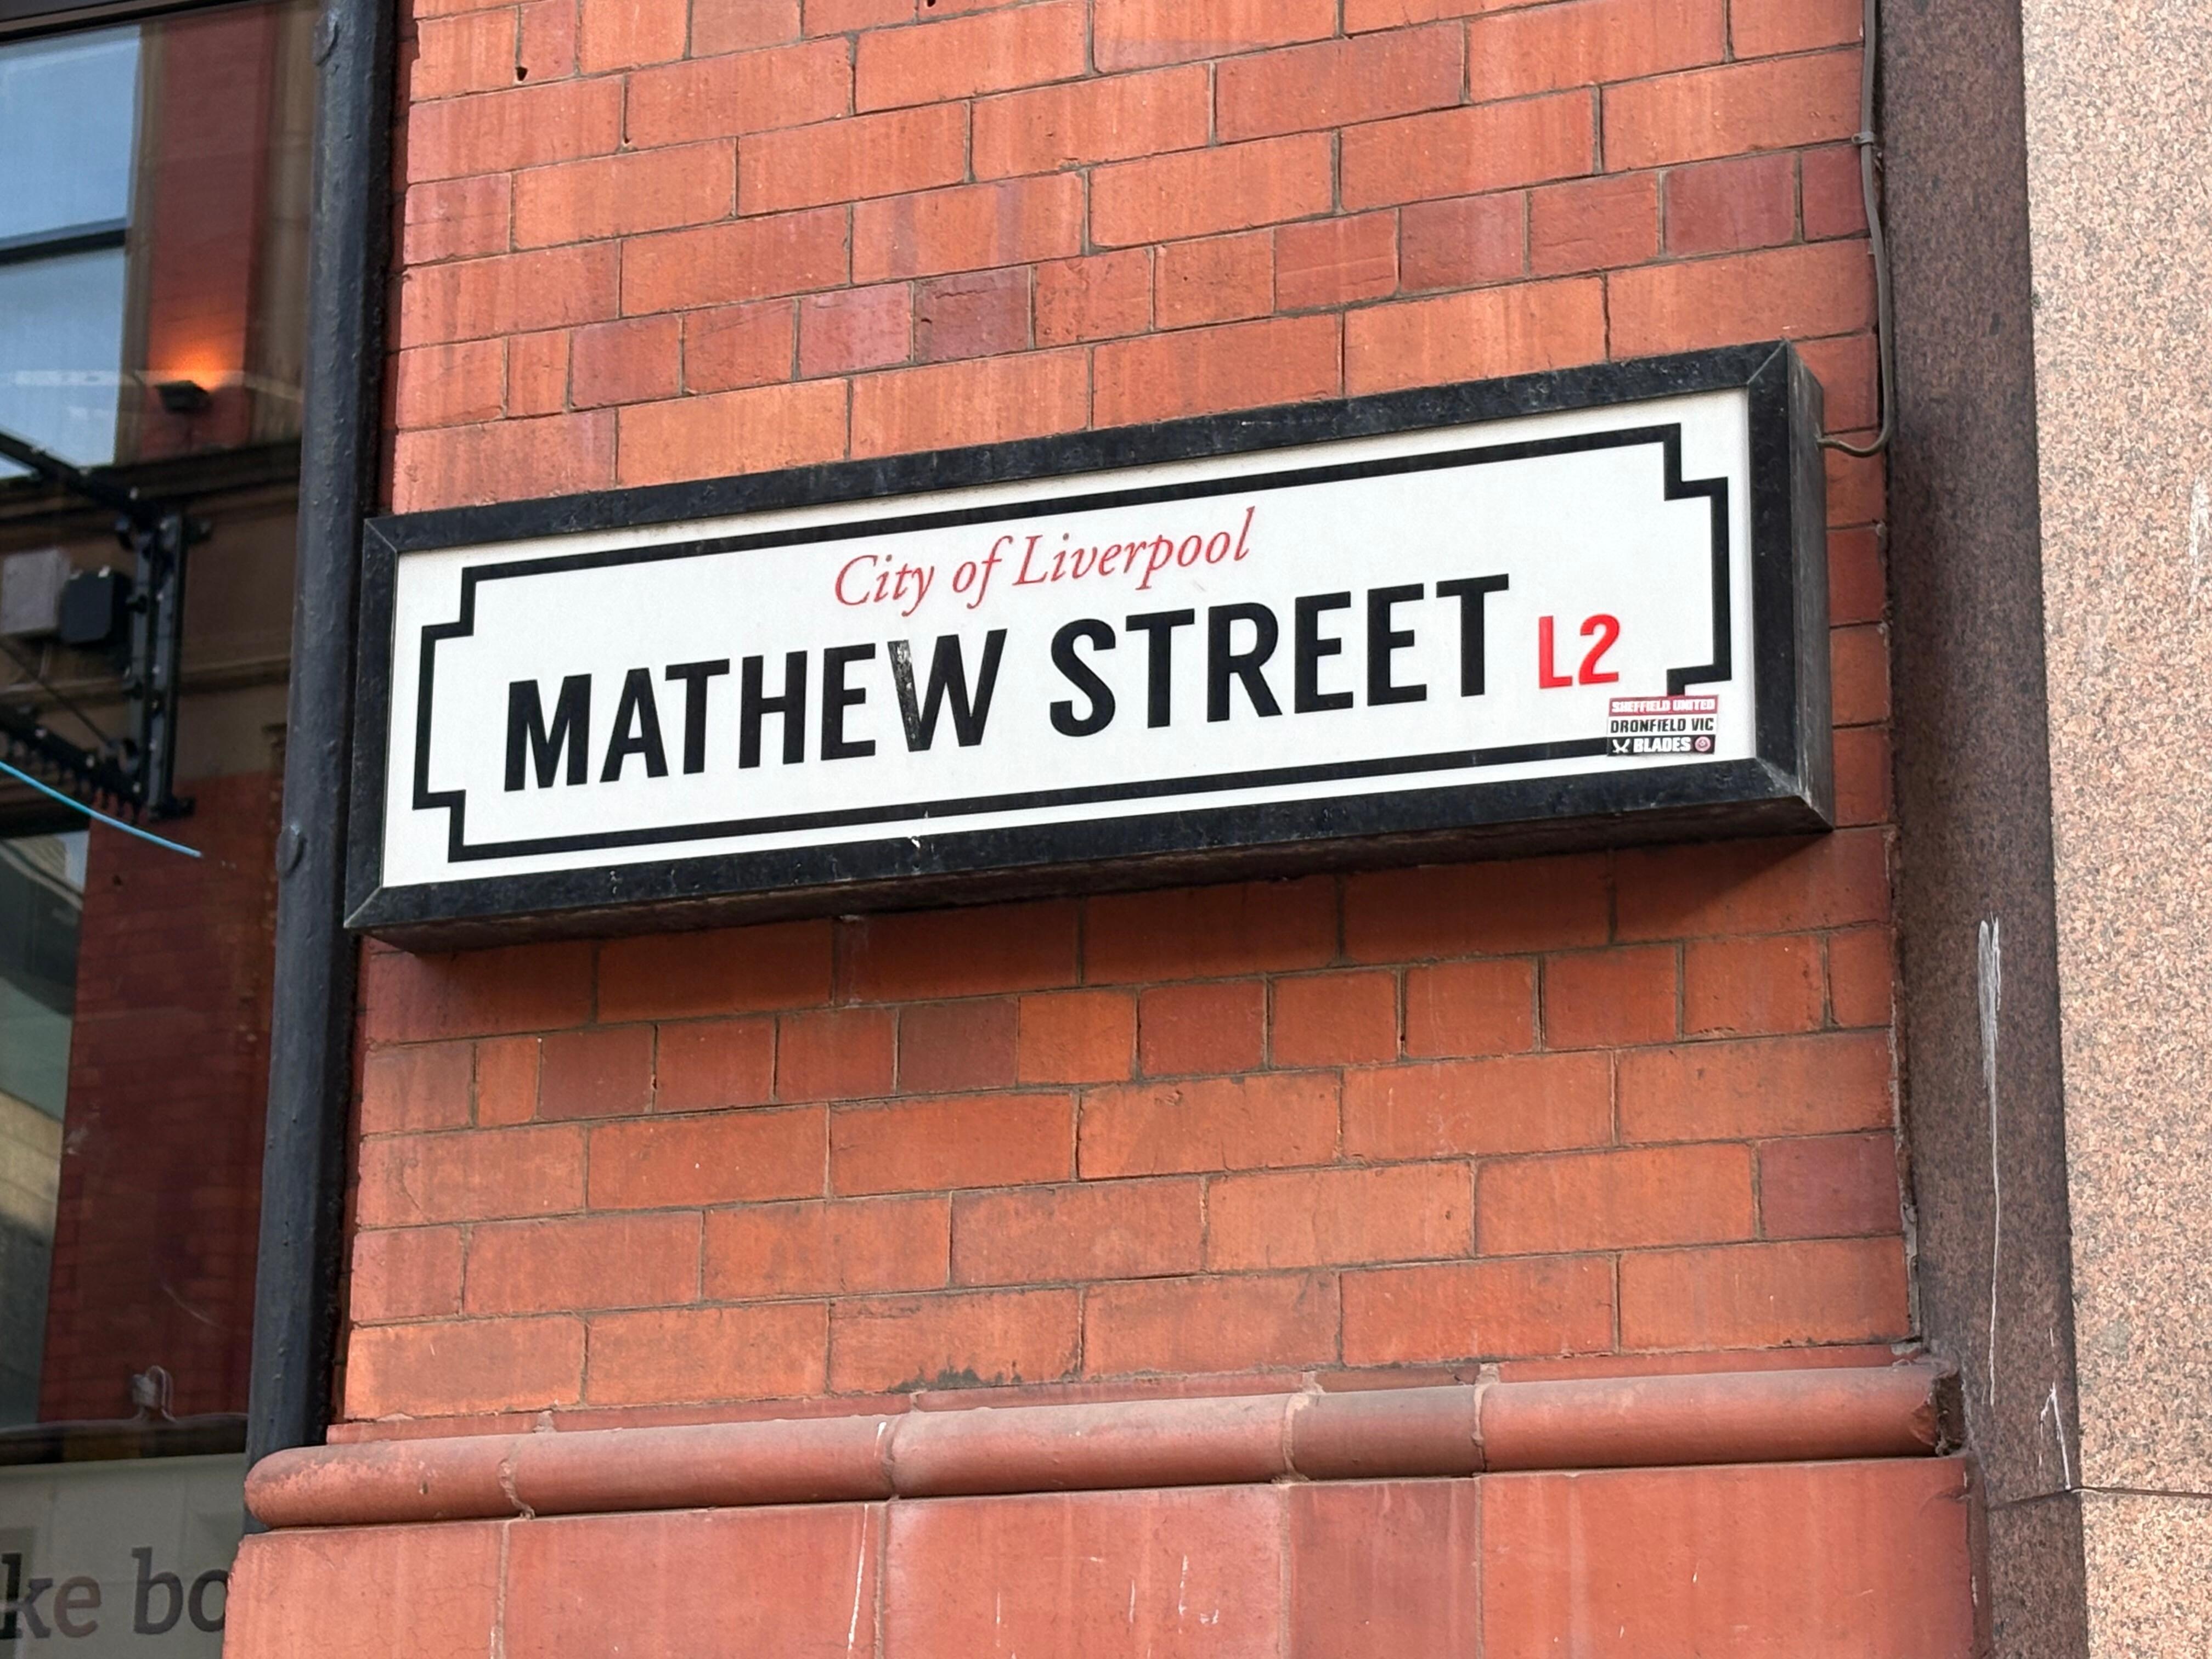 City of Liverpool
MATHEW STREET L2
SHEFFIELD UNITED
DRONFIELD VIC
BLADES
ke bo